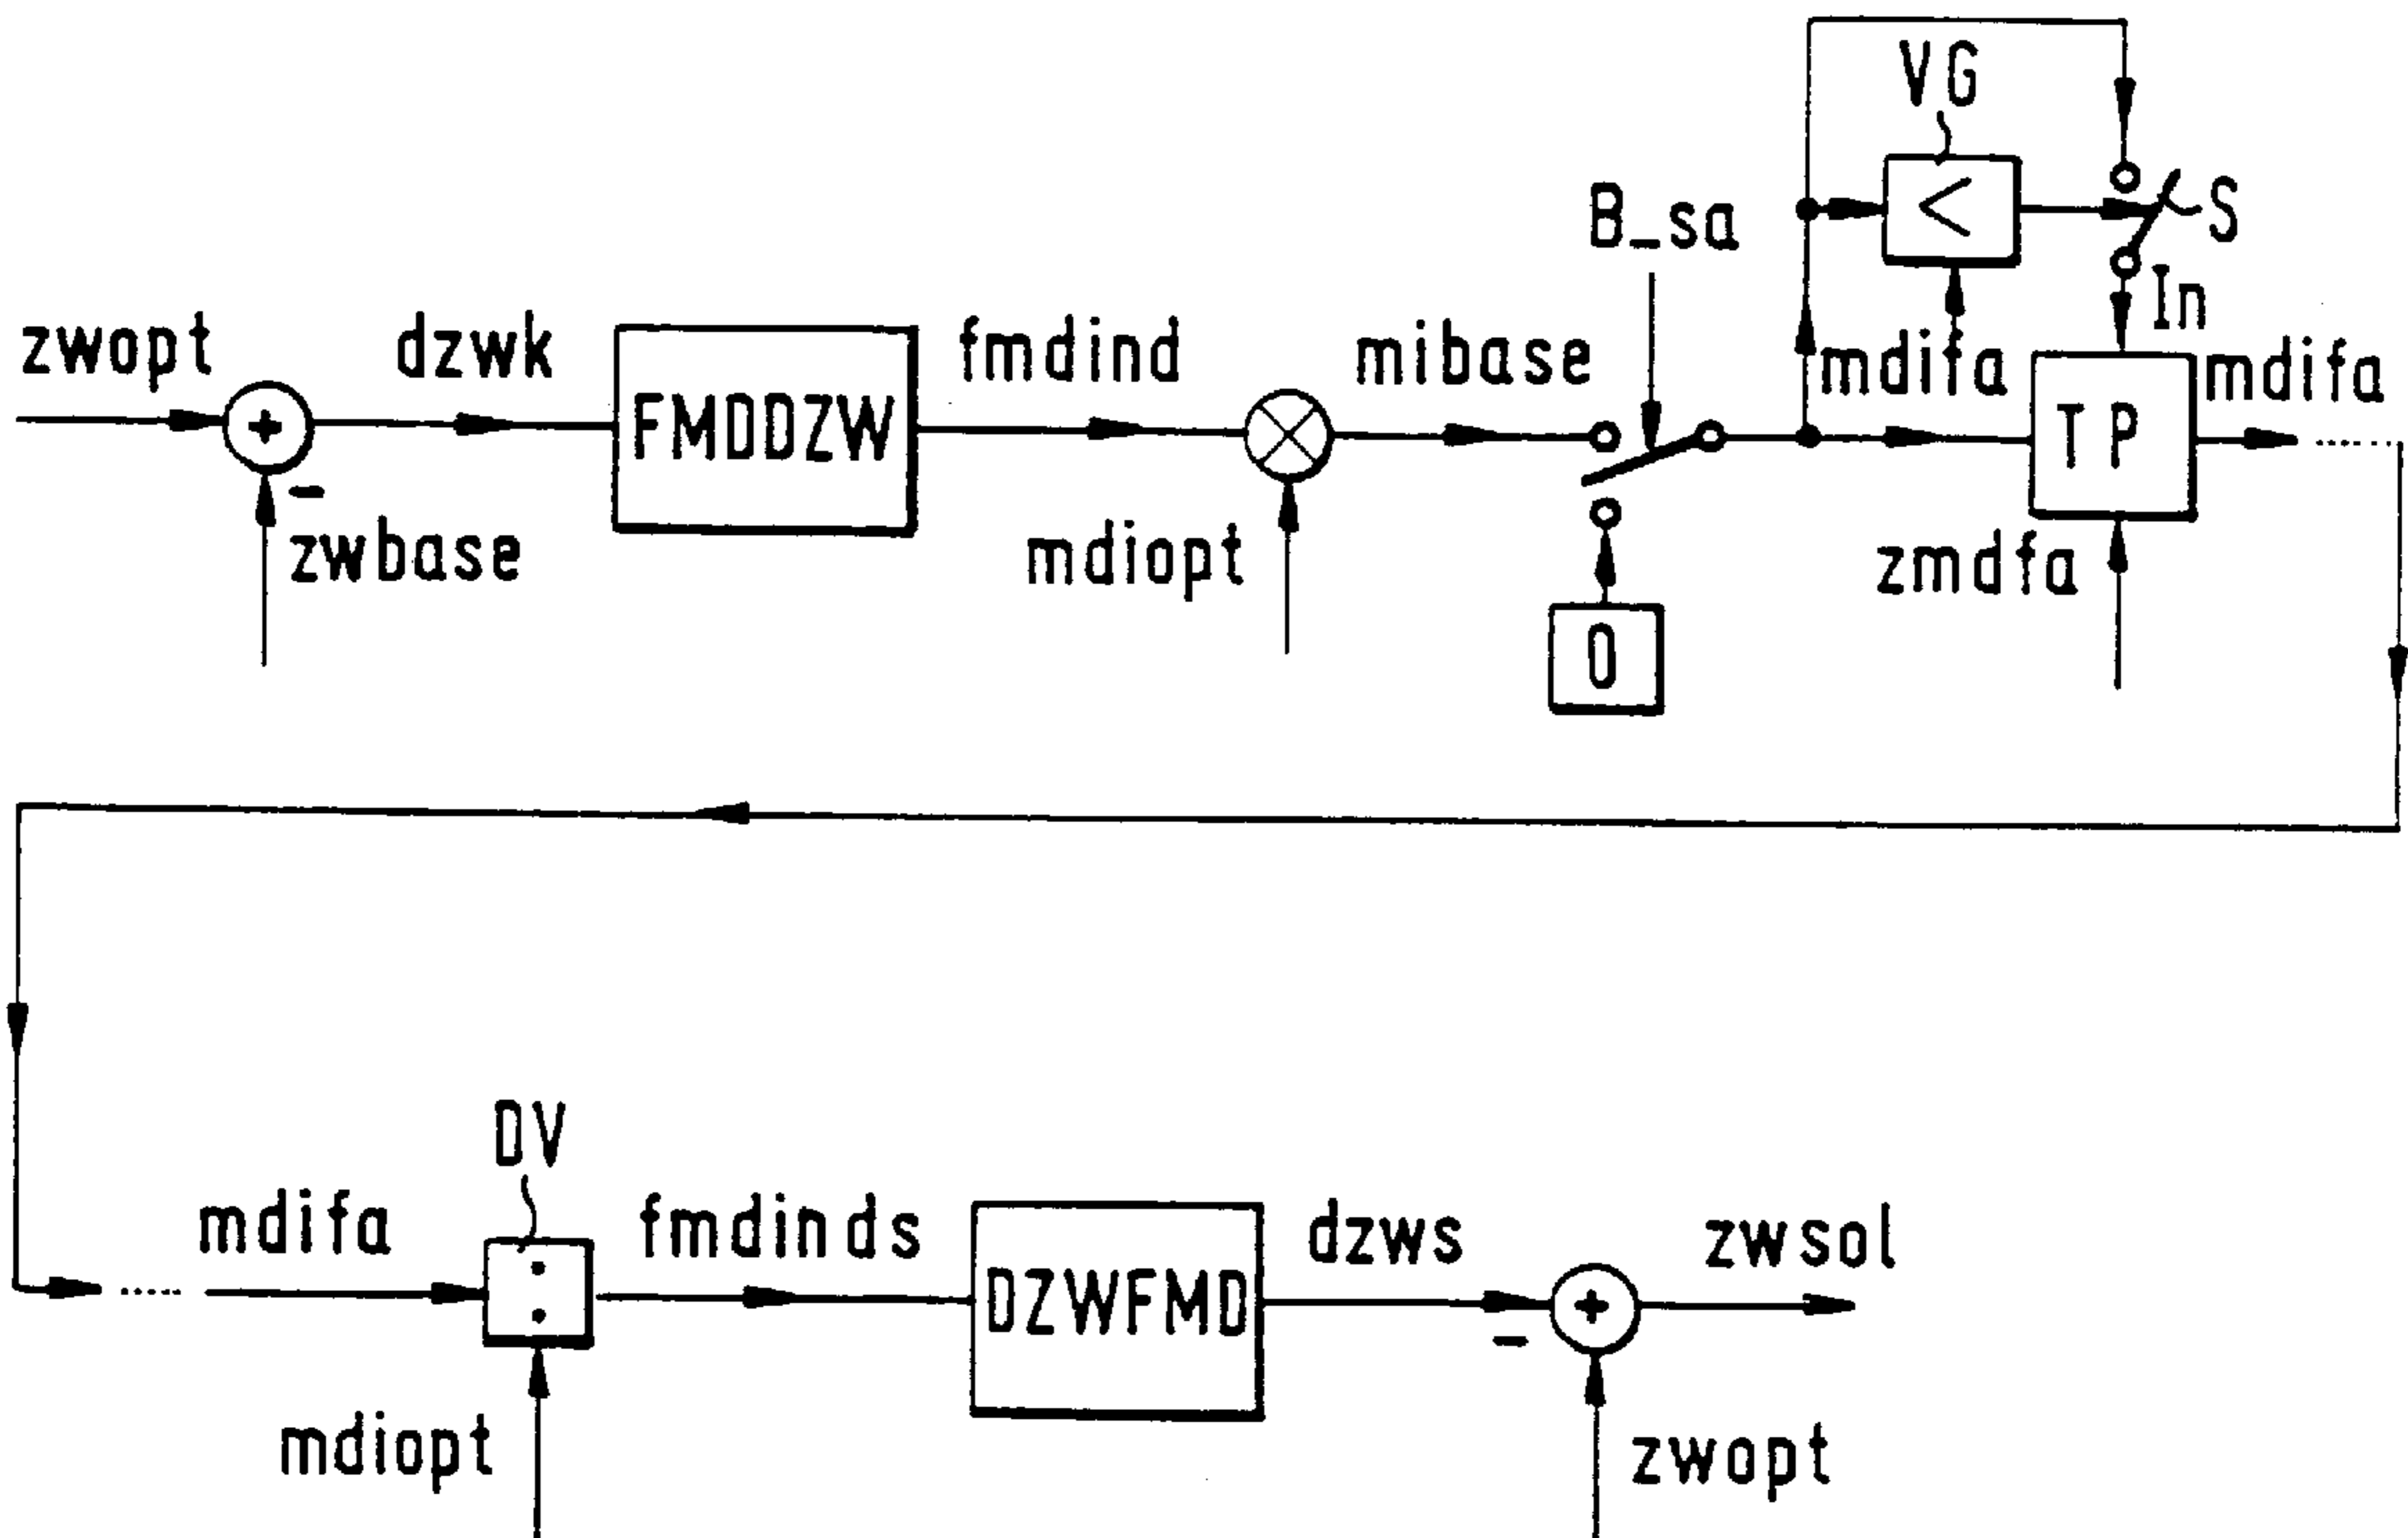 VG
B_sa
S
In
zwopt
dzwk
FMDDZW
fmdind
mibase
mdifa
TP
mdifa
+
-
zwbase
mdiopt
0
zmdfa
<
DV
mdifa
:
fmdinds
DZWFMD
dzws
-
+
zwsol
mdiopt
zwopt